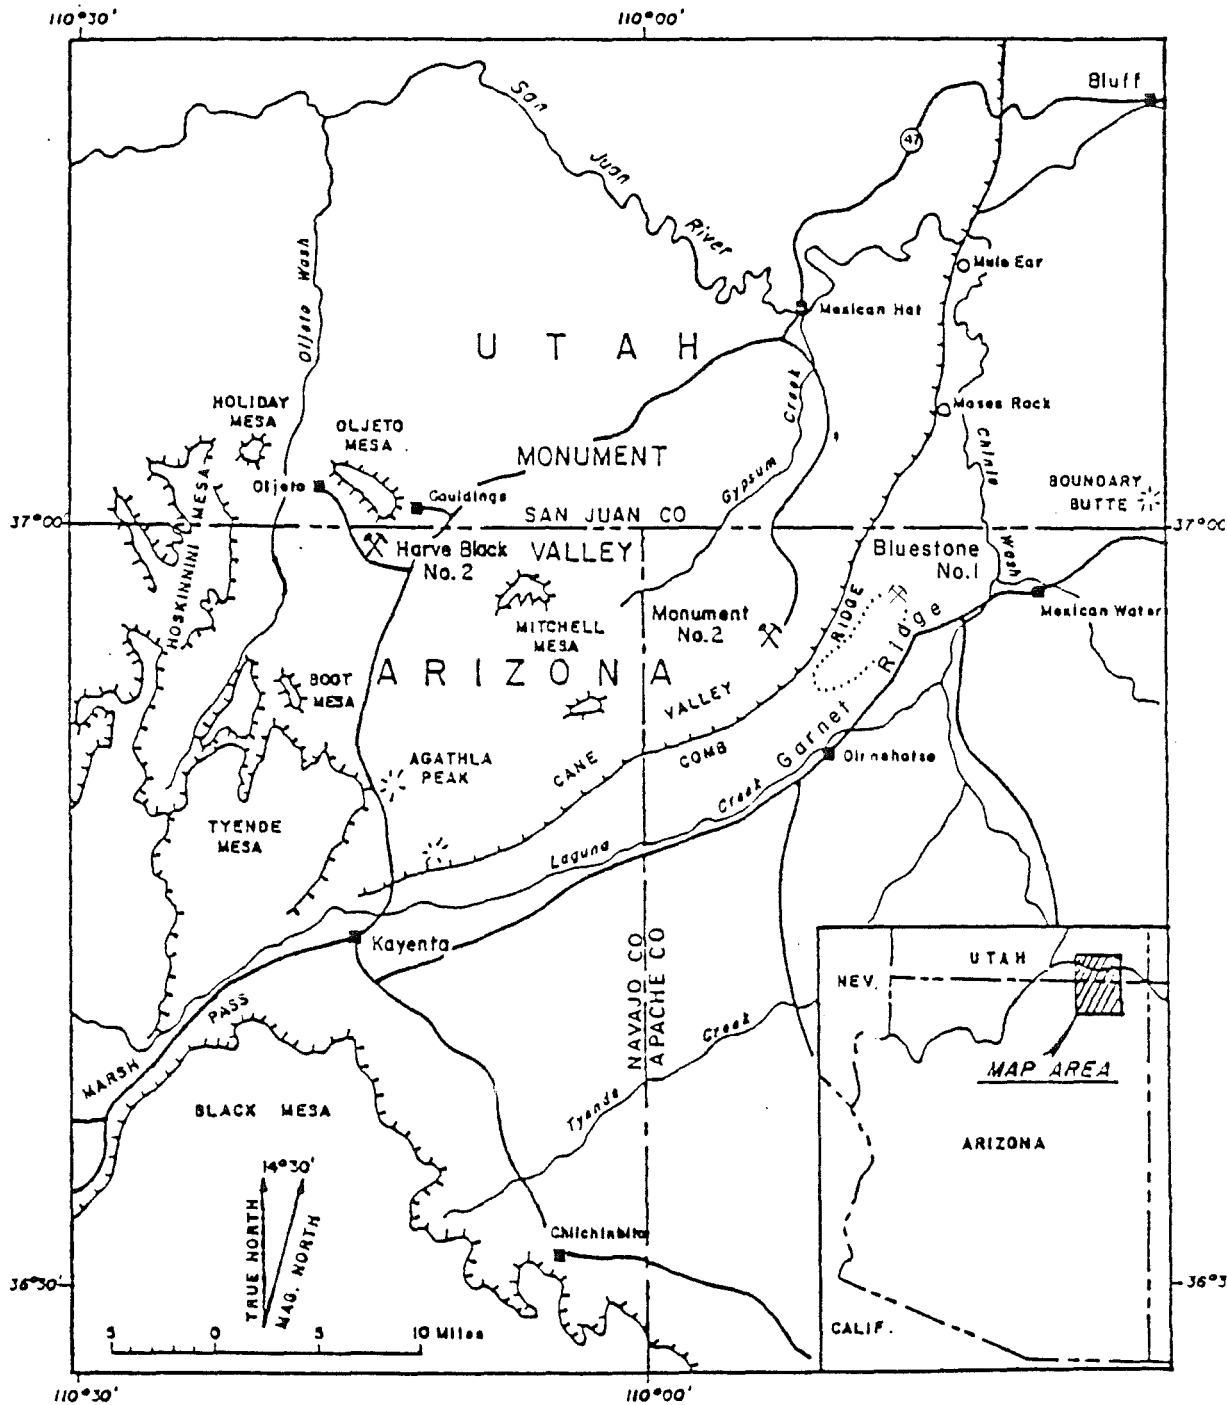 110°30'
110°00'
Bluff
San
Juan
River
47
Oljeto Wash
Mule Ear
Mexican Hat
UTAH
Creek
Gypsum
Moses Rock
Chinle
Wash
HOLIDAY
MESA
OLJETO
MESA
MONUMENT
BOUNDARY
BUTTE
Oljeto
Gouldings
HOSKINNINI MESA
37°00
SAN JUAN CO
37°00
Harve Black
No. 2
VALLEY
Bluestone
No. 1
Monument
No. 2
MITCHELL
MESA
RIDGE
Mexican Water
Garnet Ridge
BOOT
MESA
ARIZONA
VALLEY
CANE
COMB
AGATHLA
PEAK
Dinnehotso
TYENDE
MESA
Laguna
Creek
Kayenta
NAVAJO CO
APACHE CO
Tyende
Creek
MARSH
PASS
BLACK MESA
UTAH
NEV.
MAP AREA
ARIZONA
CALIF.
14°30'
TRUE NORTH
MAG. NORTH
Chilchinbito
36°30'
36°3
5 0 5 10 Miles
110°30'
110°00'